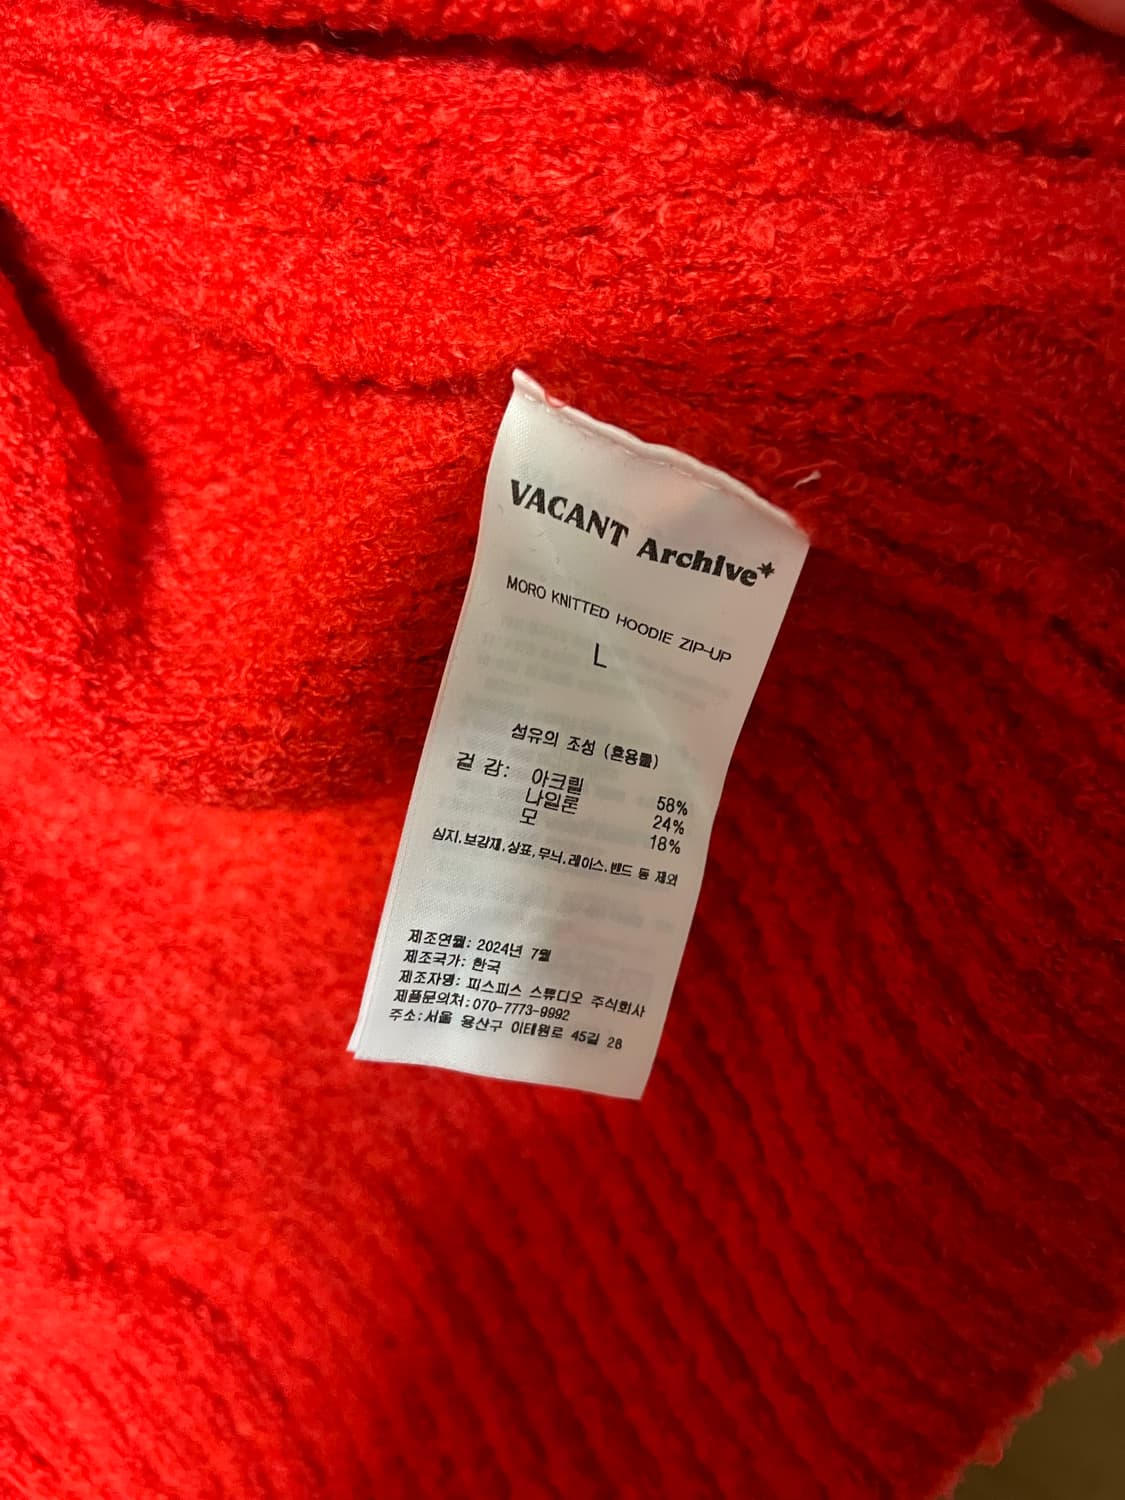 VACANT Archive*
MORO KNITTED HOODIE ZIP-UP
L
섬유의 조성 (혼용률)
겉 감: 아크릴 58%
나일론 24%
모 18%
심지,보강재,상표,무늬,레이스,밴드 등 제외
제조연월: 2024년 7월
제조국가: 한국
제조자명: 피스피스 스튜디오 주식회사
제품문의처:070-7773-9992
주소:서울 용산구 이태원로 45길 28